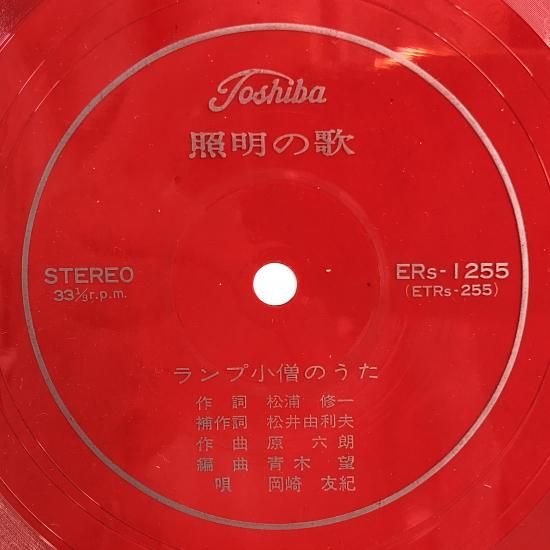 Toshiba
照明の歌
STEREO
33⅓r.p.m.
ERs-1255
(ETRs-255)
ランプ小僧のうた
作詞 松浦修一
補作詞 松井由利夫
作曲 原六朗
編曲 青木望
唄 岡崎友紀